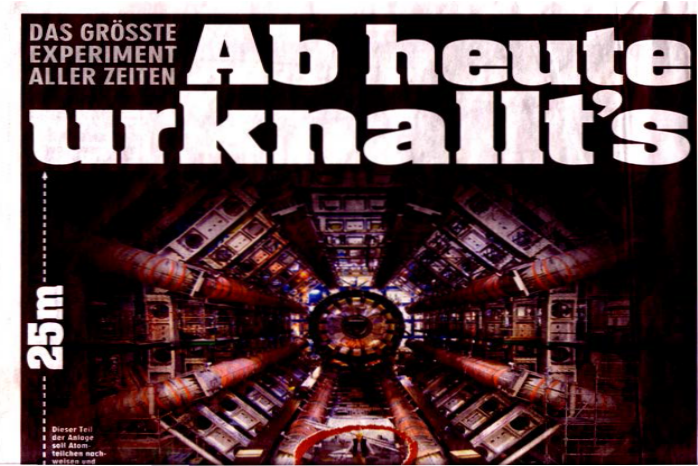 DAS GRÖSSTE
EXPERIMENT
ALLER ZEITEN
Ab heute
urknallt's
25m
Dieser Teil
der Anlage
soll Atom-
teilchen nach-
weisen und